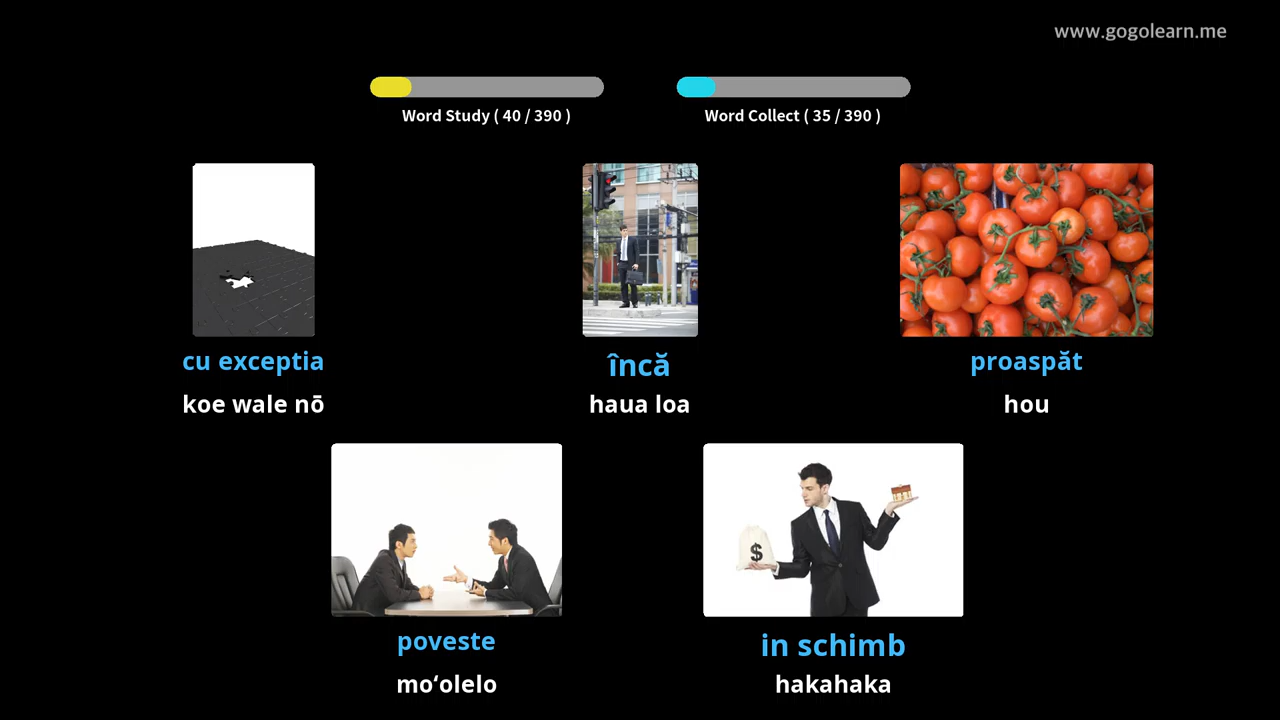 www.gogolearn.me
Word Study ( 40 / 390 )
Word Collect ( 35 / 390 )
cu exceptia
koe wale nō
încă
haua loa
proaspăt
hou
poveste
moʻolelo
$
in schimb
hakahaka